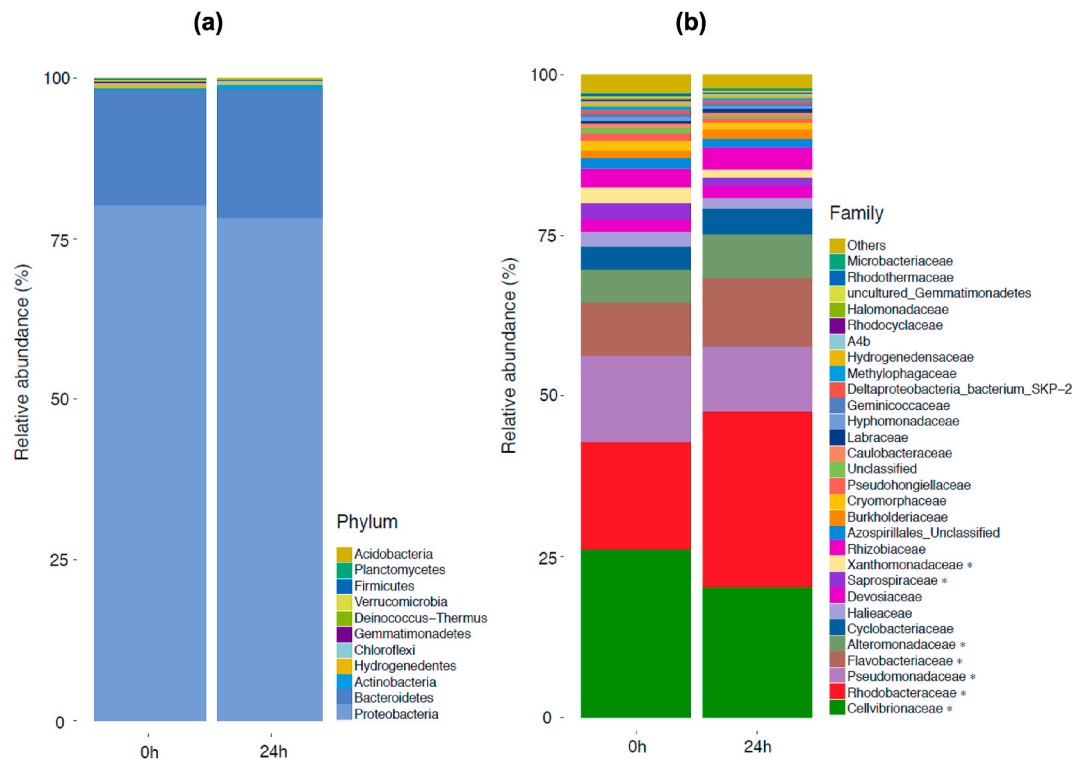 (a)
(b)
100
75
50
25
0
Relative abundance (%)
0h
24h
Phylum
Acidobacteria
Planctomycetes
Firmicutes
Verrucomicrobia
Deinococcus−Thermus
Gemmatimonadetes
Chloroflexi
Hydrogenedentes
Actinobacteria
Bacteroidetes
Proteobacteria
100
75
50
25
0
Relative abundance (%)
0h
24h
Family
Others
Microbacteriaceae
Rhodothermaceae
uncultured_Gemmatimonadetes
Halomonadaceae
Rhodocyclaceae
A4b
Hydrogenedensaceae
Methylophagaceae
Deltaproteobacteria_bacterium_SKP−2
Geminicoccaceae
Hyphomonadaceae
Labraceae
Caulobacteraceae
Unclassified
Pseudohongiellaceae
Cryomorphaceae
Burkholderiaceae
Azospirillales_Unclassified
Rhizobiaceae
Xanthomonadaceae *
Saprospiraceae *
Devosiaceae
Halieaceae
Cyclobacteriaceae
Alteromonadaceae *
Flavobacteriaceae *
Pseudomonadaceae *
Rhodobacteraceae *
Cellvibrionaceae *